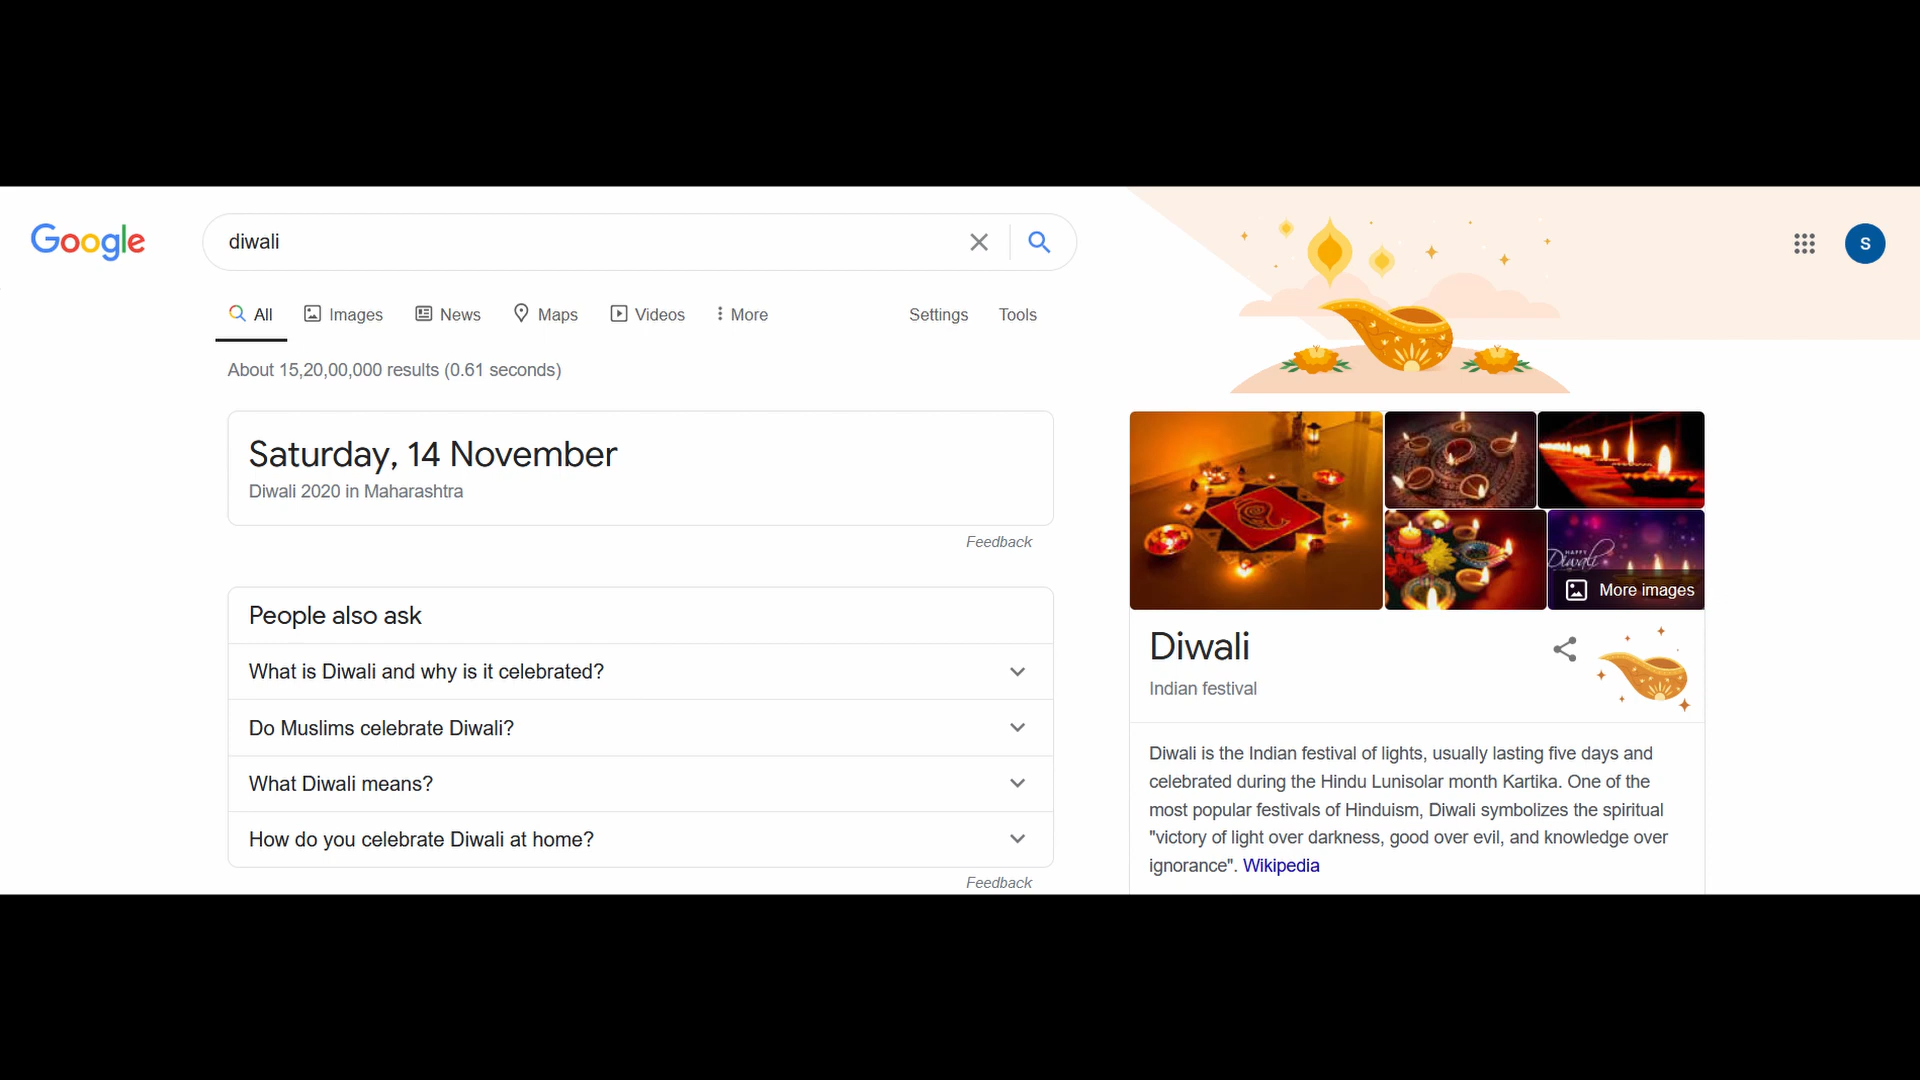 Google
diwali
S
All Images News Maps Videos More Settings Tools
About 15,20,00,000 results (0.61 seconds)
Saturday, 14 November
Diwali 2020 in Maharashtra
Feedback
People also ask
What is Diwali and why is it celebrated?
Do Muslims celebrate Diwali?
What Diwali means?
How do you celebrate Diwali at home?
Feedback
HAPPY
Diwali
More images
Diwali
Indian festival
Diwali is the Indian festival of lights, usually lasting five days and
celebrated during the Hindu Lunisolar month Kartika. One of the
most popular festivals of Hinduism, Diwali symbolizes the spiritual
"victory of light over darkness, good over evil, and knowledge over
ignorance". Wikipedia